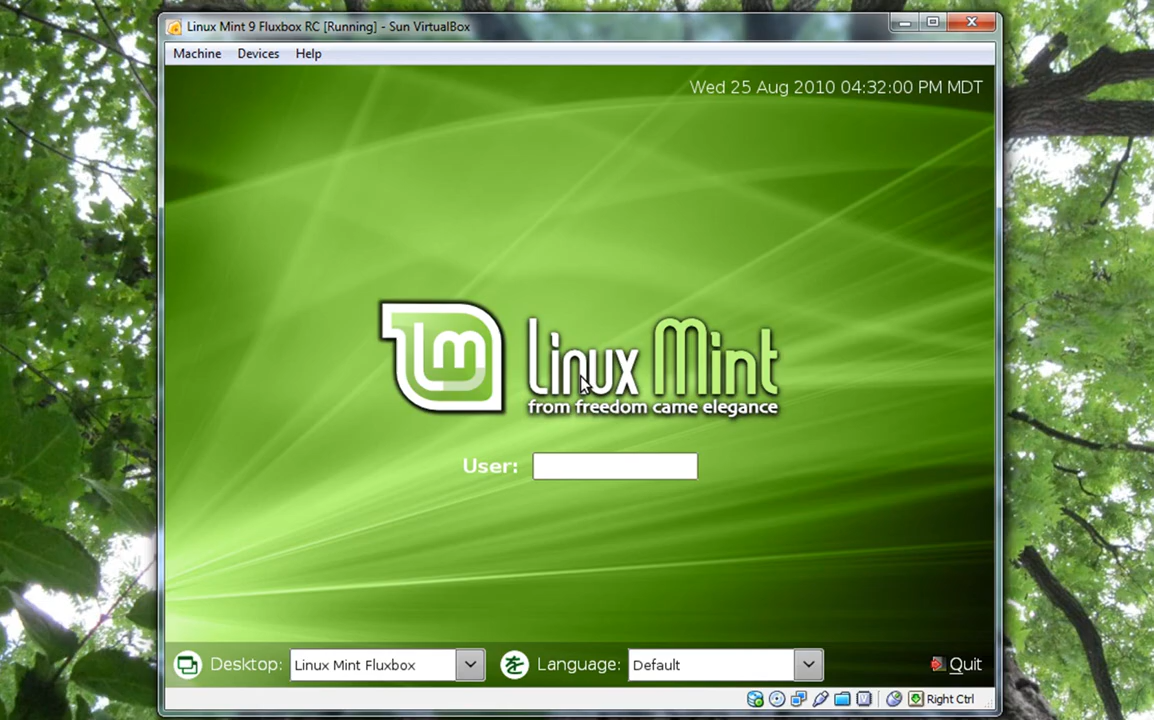 Linux Mint 9 Fluxbox RC [Running] - Sun VirtualBox
Machine Devices Help
Wed 25 Aug 2010 04:32:00 PM MDT
lm Linux Mint
from freedom came elegance
User:
Desktop: Linux Mint Fluxbox Language: Default Quit
Right Ctrl